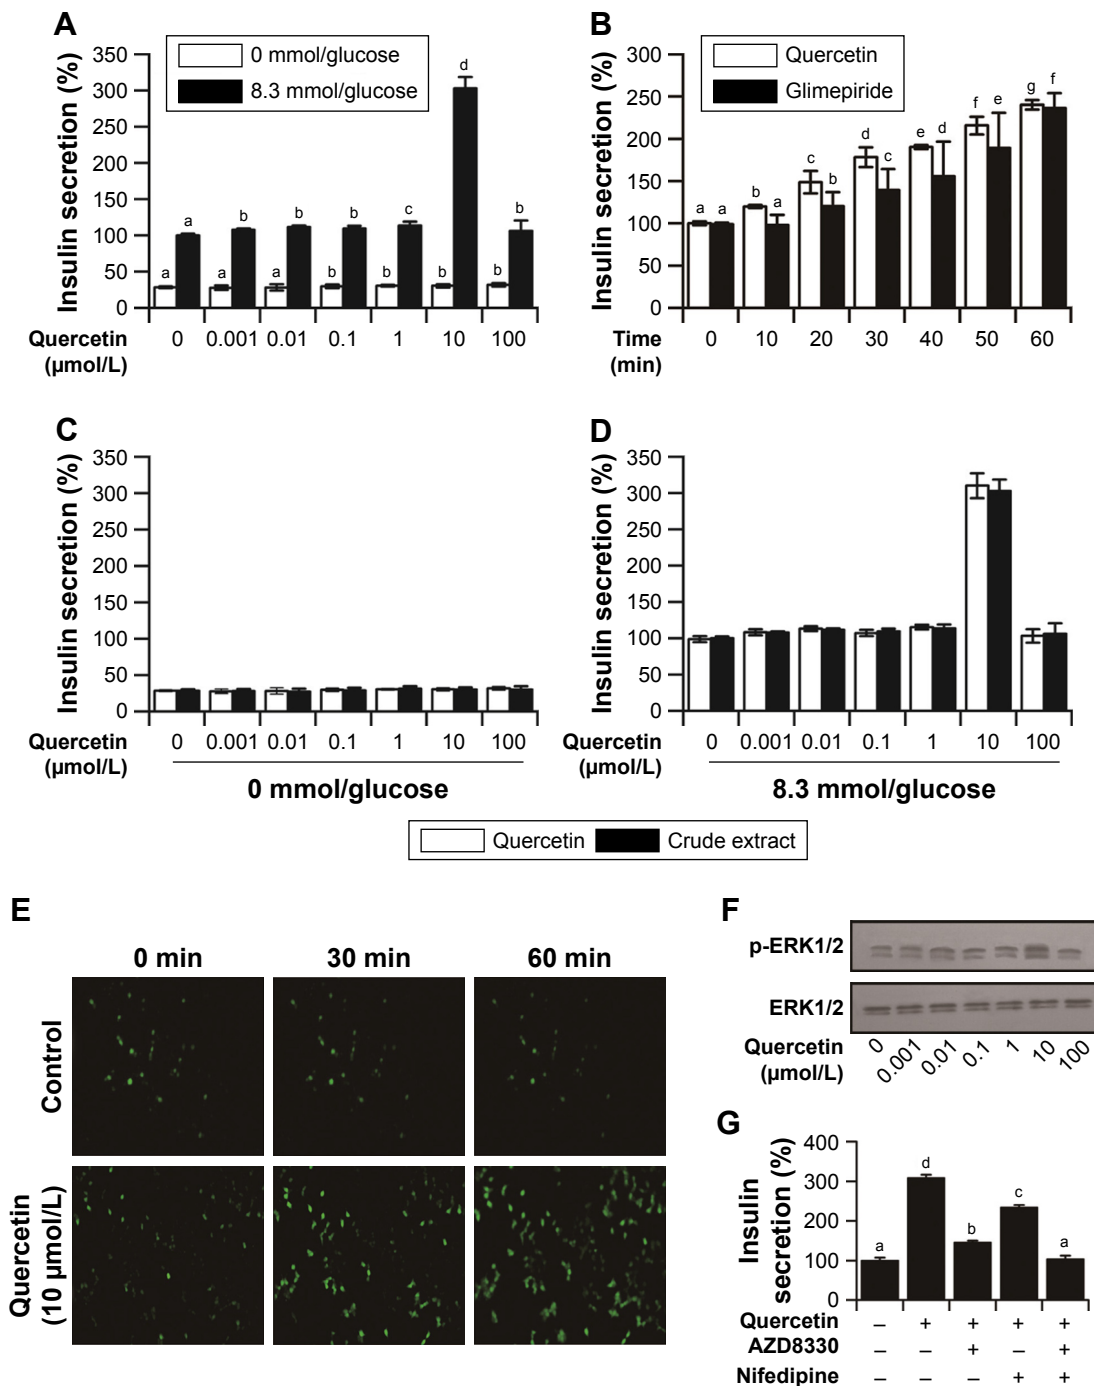 A
0 mmol/glucose
8.3 mmol/glucose
Insulin secretion (%)
350
300
250
200
150
100
50
0
a a a b a b b b b c b d b b
Quercetin (µmol/L)
0 0.001 0.01 0.1 1 10 100
B
Quercetin
Glimepiride
Insulin secretion (%)
300
250
200
150
100
50
0
a a b a c b d c e d f e g f
Time (min)
0 10 20 30 40 50 60
C
Insulin secretion (%)
350
300
250
200
150
100
50
0
Quercetin (µmol/L)
0 0.001 0.01 0.1 1 10 100
0 mmol/glucose
D
Insulin secretion (%)
350
300
250
200
150
100
50
0
Quercetin (µmol/L)
0 0.001 0.01 0.1 1 10 100
8.3 mmol/glucose
Quercetin Crude extract
E
0 min 30 min 60 min
Control
Quercetin (10 µmol/L)
F
p-ERK1/2
ERK1/2
Quercetin (µmol/L)
0 0.001 0.01 0.1 1 10 100
G
Insulin secretion (%)
400
300
200
100
0
a d b c a
Quercetin – + + + +
AZD8330 – – + – +
Nifedipine – – – + +